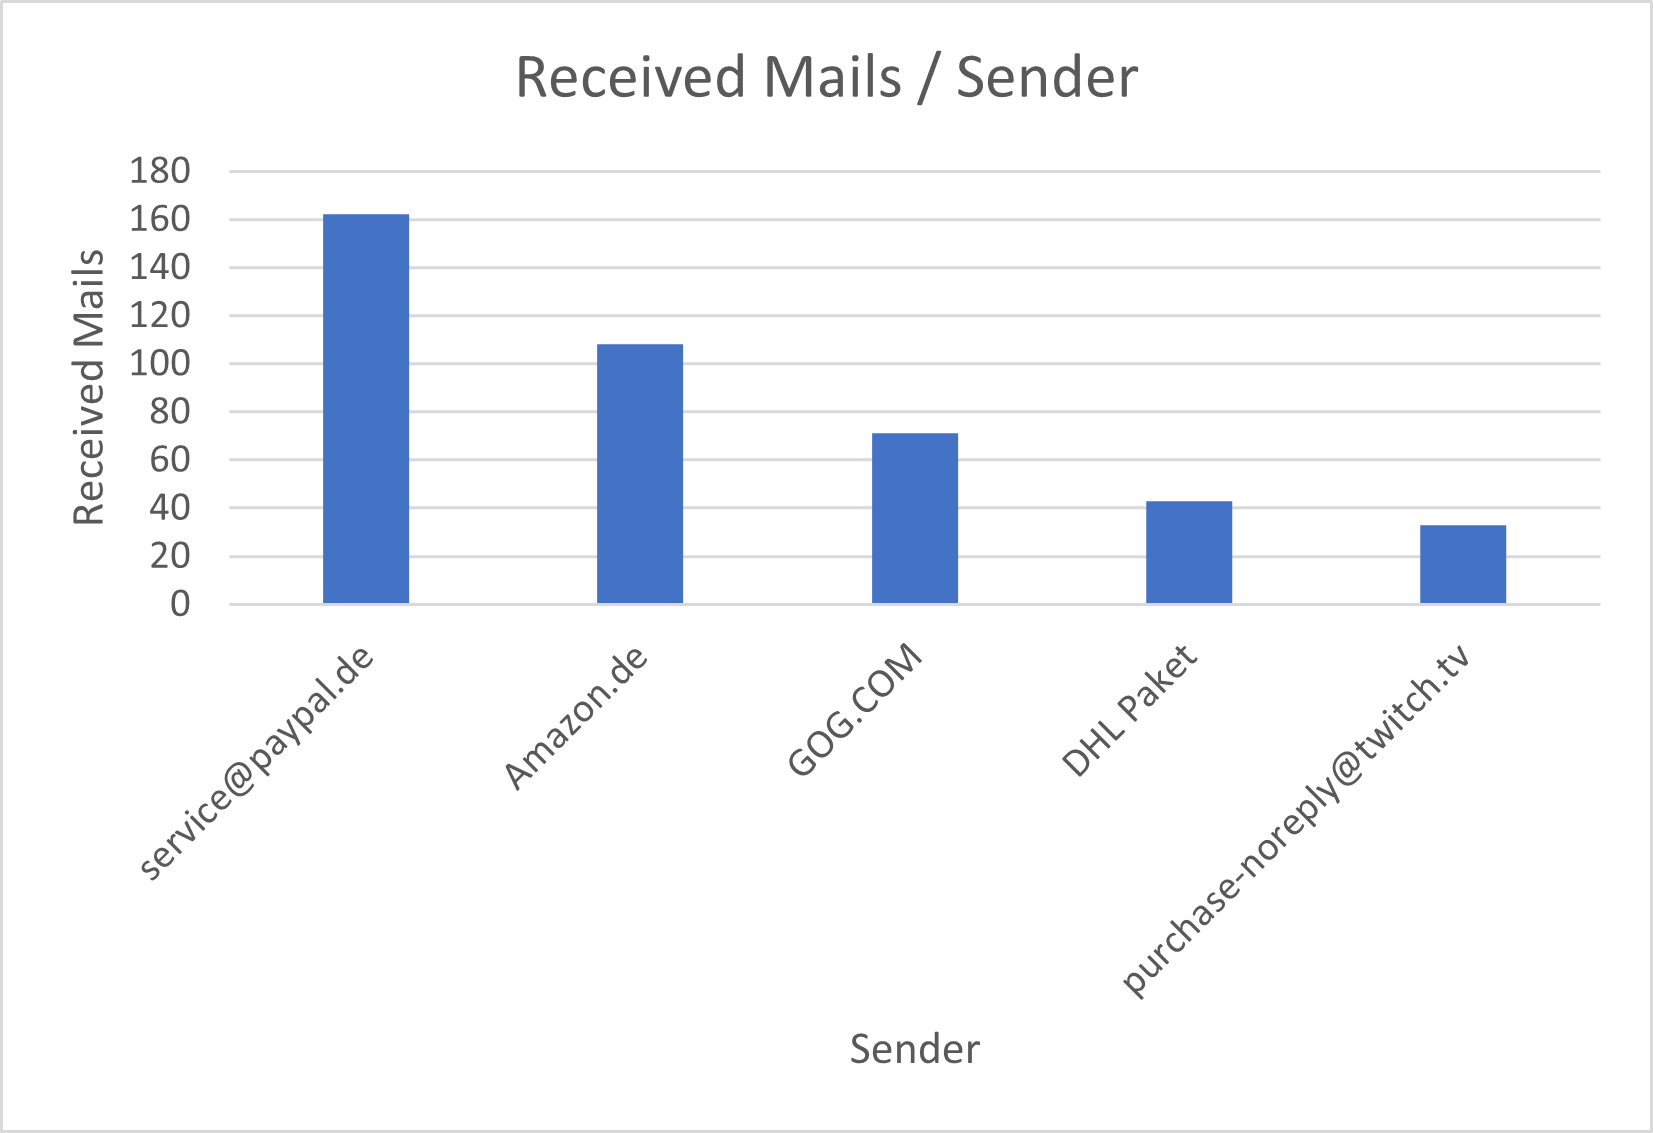 Received Mails / Sender
Received Mails
180
160
140
120
100
80
60
40
20
0
service@paypal.de
Amazon.de
GOG.COM
DHL Paket
purchase-noreply@twitch.tv
Sender